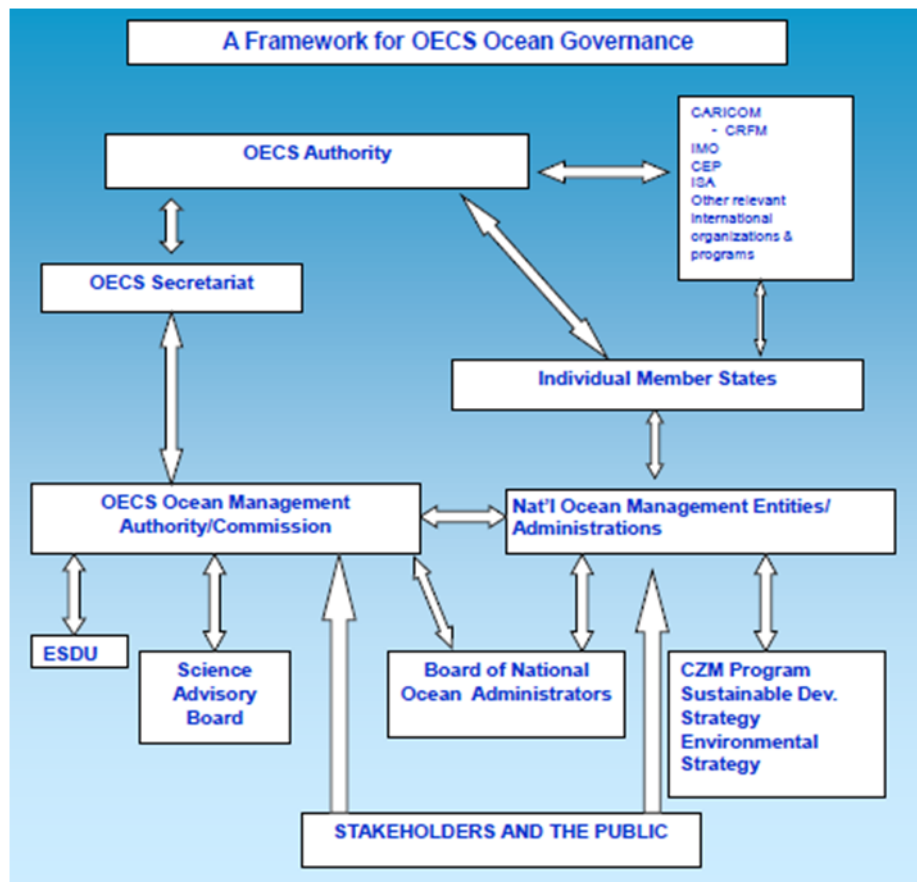 A Framework for OECS Ocean Governance
CARICOM
- CRFM
IMO
CEP
ISA
Other relevant
International
organizations &
programs
OECS Authority
OECS Secretariat
Individual Member States
OECS Ocean Management
Authority/Commission
Nat'l Ocean Management Entities/
Administrations
ESDU
Science
Advisory
Board
Board of National
Ocean Administrators
CZM Program
Sustainable Dev.
Strategy
Environmental
Strategy
STAKEHOLDERS AND THE PUBLIC